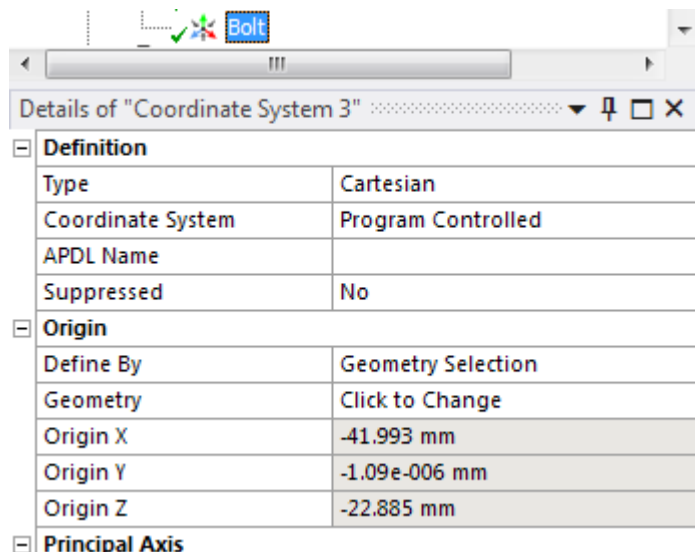 Bolt
Details of "Coordinate System 3"
Definition
Type Cartesian
Coordinate System Program Controlled
APDL Name
Suppressed No
Origin
Define By Geometry Selection
Geometry Click to Change
Origin X -41.993 mm
Origin Y -1.09e-006 mm
Origin Z -22.885 mm
Principal Axis